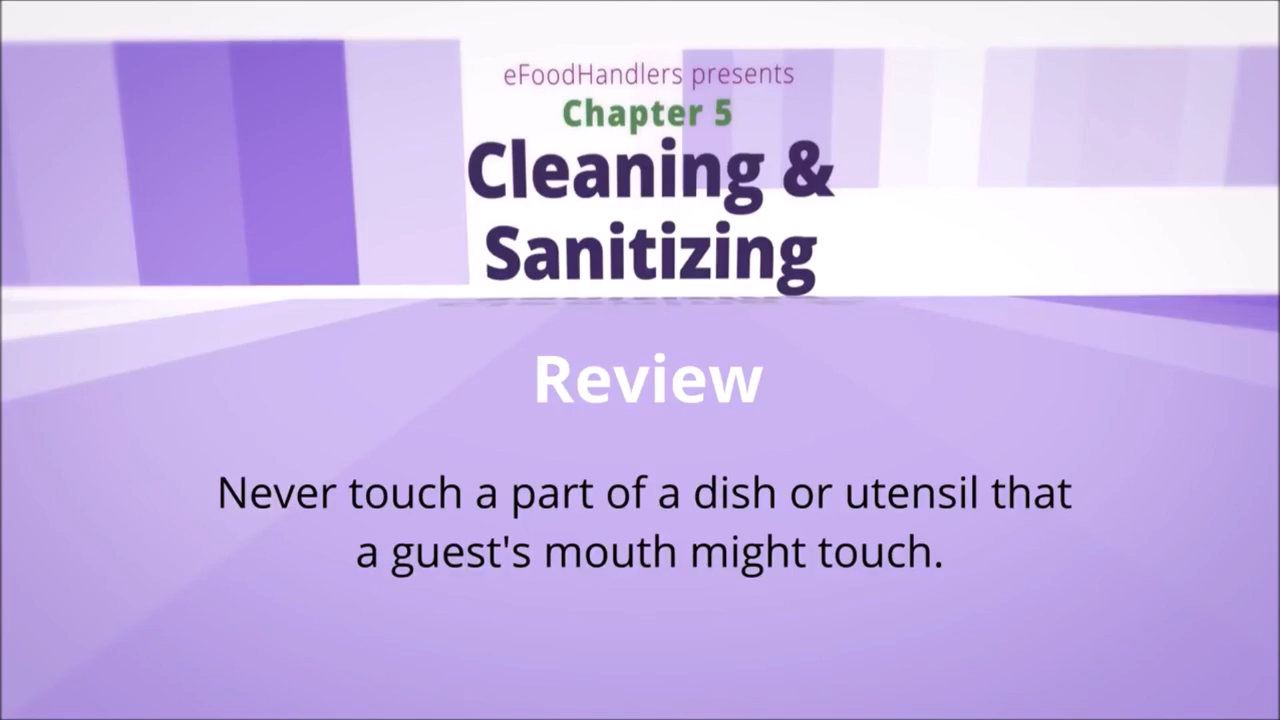 eFoodHandlers presents
Chapter 5
Cleaning &
Sanitizing
Review
Never touch a part of a dish or utensil that
a guest's mouth might touch.